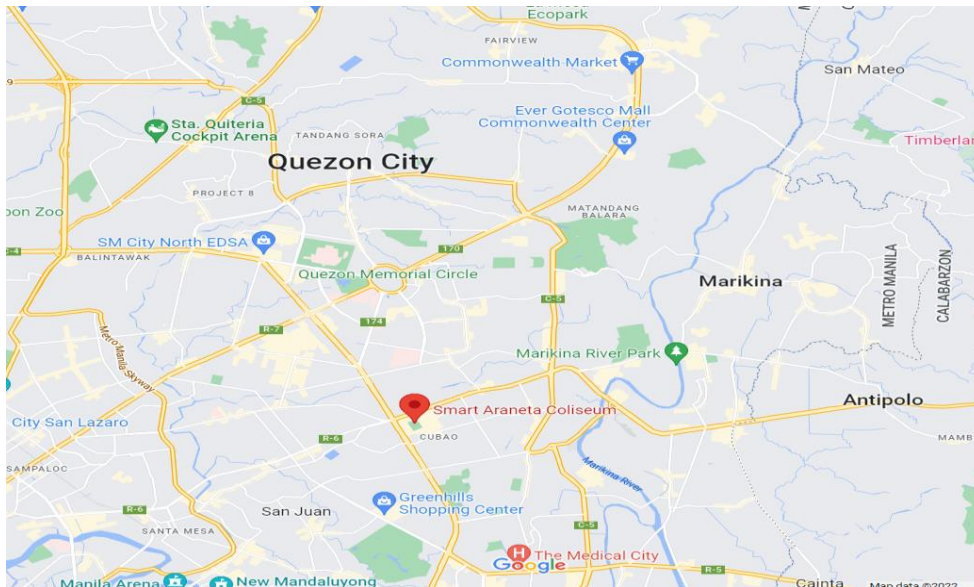 Ecopark
FAIRVIEW
Commonwealth Market
San Mateo
9
C-5
Ever Gotesco Mall
Commonwealth Center
Sta. Quiteria
Cockpit Arena
TANDANG SORA
Timberlan
Quezon City
PROJECT 8
MATANDANG
BALARA
oon Zoo
SM City North EDSA
-4
BALINTAWAK
170
Quezon Memorial Circle
Marikina
METRO MANILA
CALABARZON
C-5
174
R-7
Metro Manila Skyway
Marikina River Park
Smart Araneta Coliseum
Antipolo
City San Lazaro
R-6
CUBAO
MAMB
SAMPALOC
Marikina River
Greenhills
Shopping Center
R-6
San Juan
SANTA MESA
C-5
The Medical City
Google
R-5
Manila Arena
New Mandaluyong
Cainta
Map data ©2022